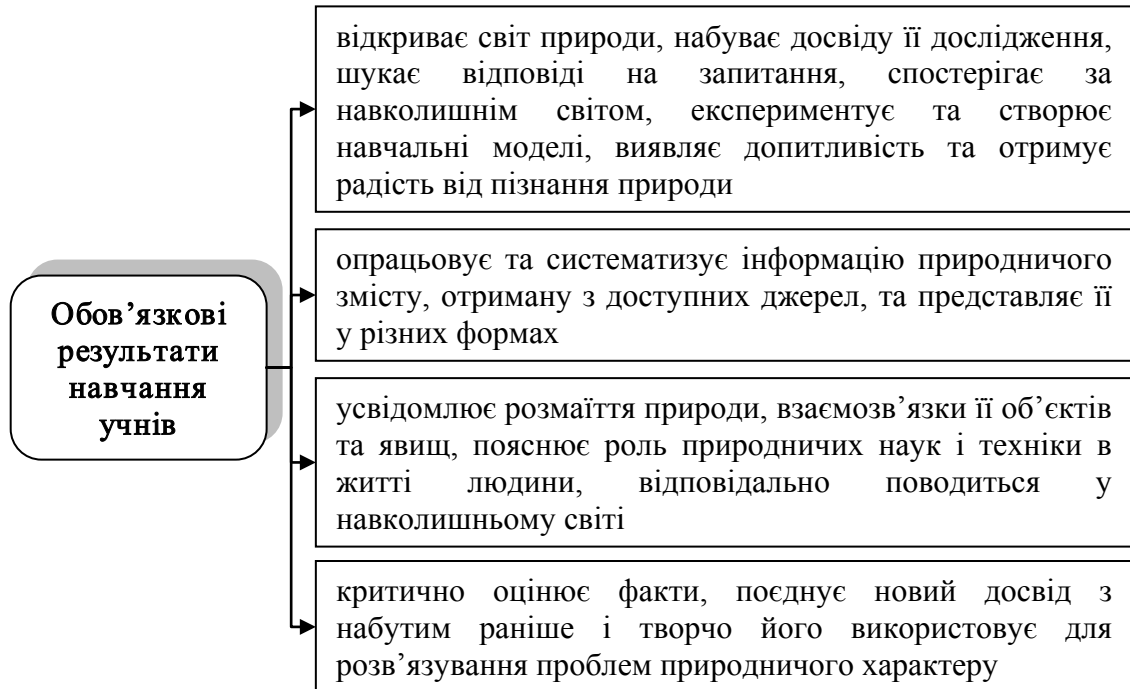 відкриває світ природи, набуває досвіду її дослідження,
шукає відповіді на запитання, спостерігає за
навколишнім світом, експериментує та створює
навчальні моделі, виявляє допитливість та отримує
радість від пізнання природи
опрацьовує та систематизує інформацію природничого
змісту, отриману з доступних джерел, та представляє її
у різних формах
Обов’язкові
результати
навчання
учнів
усвідомлює розмаїття природи, взаємозв’язки її об’єктів
та явищ, пояснює роль природничих наук і техніки в
житті людини, відповідально поводиться у
навколишньому світі
критично оцінює факти, поєднує новий досвід з
набутим раніше і творчо його використовує для
розв’язування проблем природничого характеру